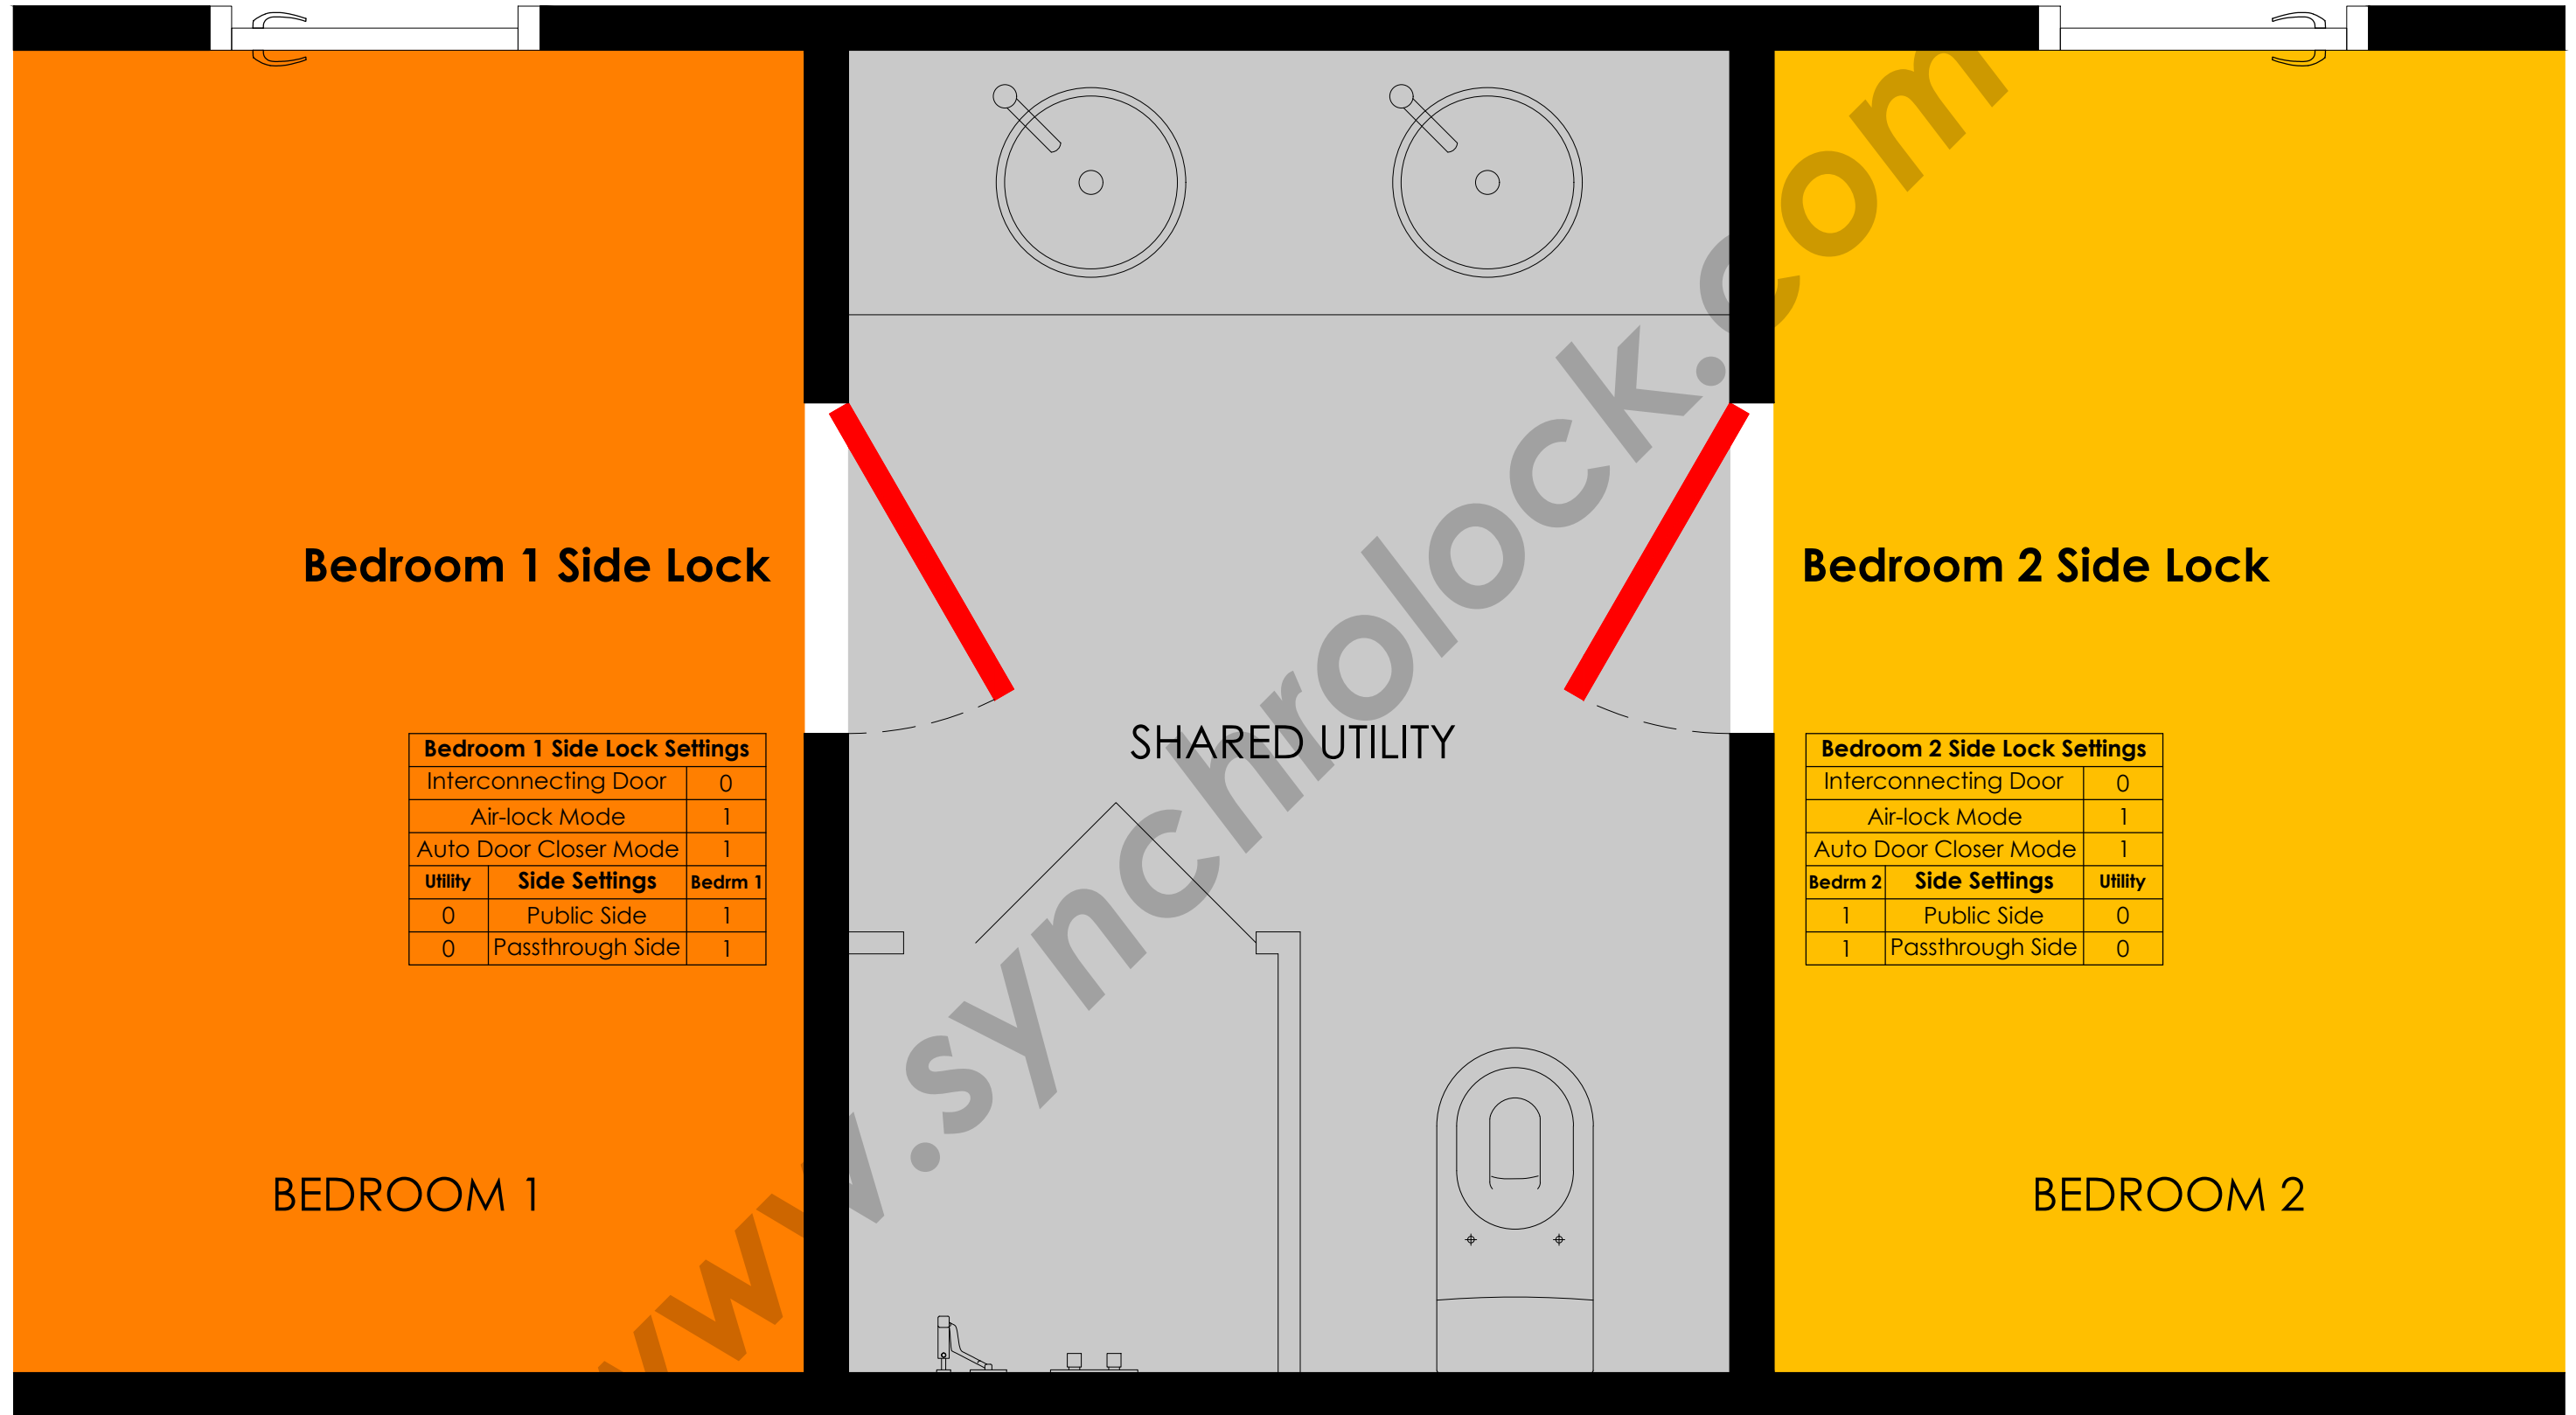 Bedroom 1 Side Lock
Bedroom 2 Side Lock
SHARED UTILITY
Bedroom 1 Side Lock Settings
Interconnecting Door 0
Air-lock Mode 1
Auto Door Closer Mode 1
Utility Side Settings Bedrm 1
0 Public Side 1
0 Passthrough Side 1
Bedroom 2 Side Lock Settings
Interconnecting Door 0
Air-lock Mode 1
Auto Door Closer Mode 1
Bedrm 2 Side Settings Utility
1 Public Side 0
1 Passthrough Side 0
BEDROOM 1
BEDROOM 2
www.synchrolock.com